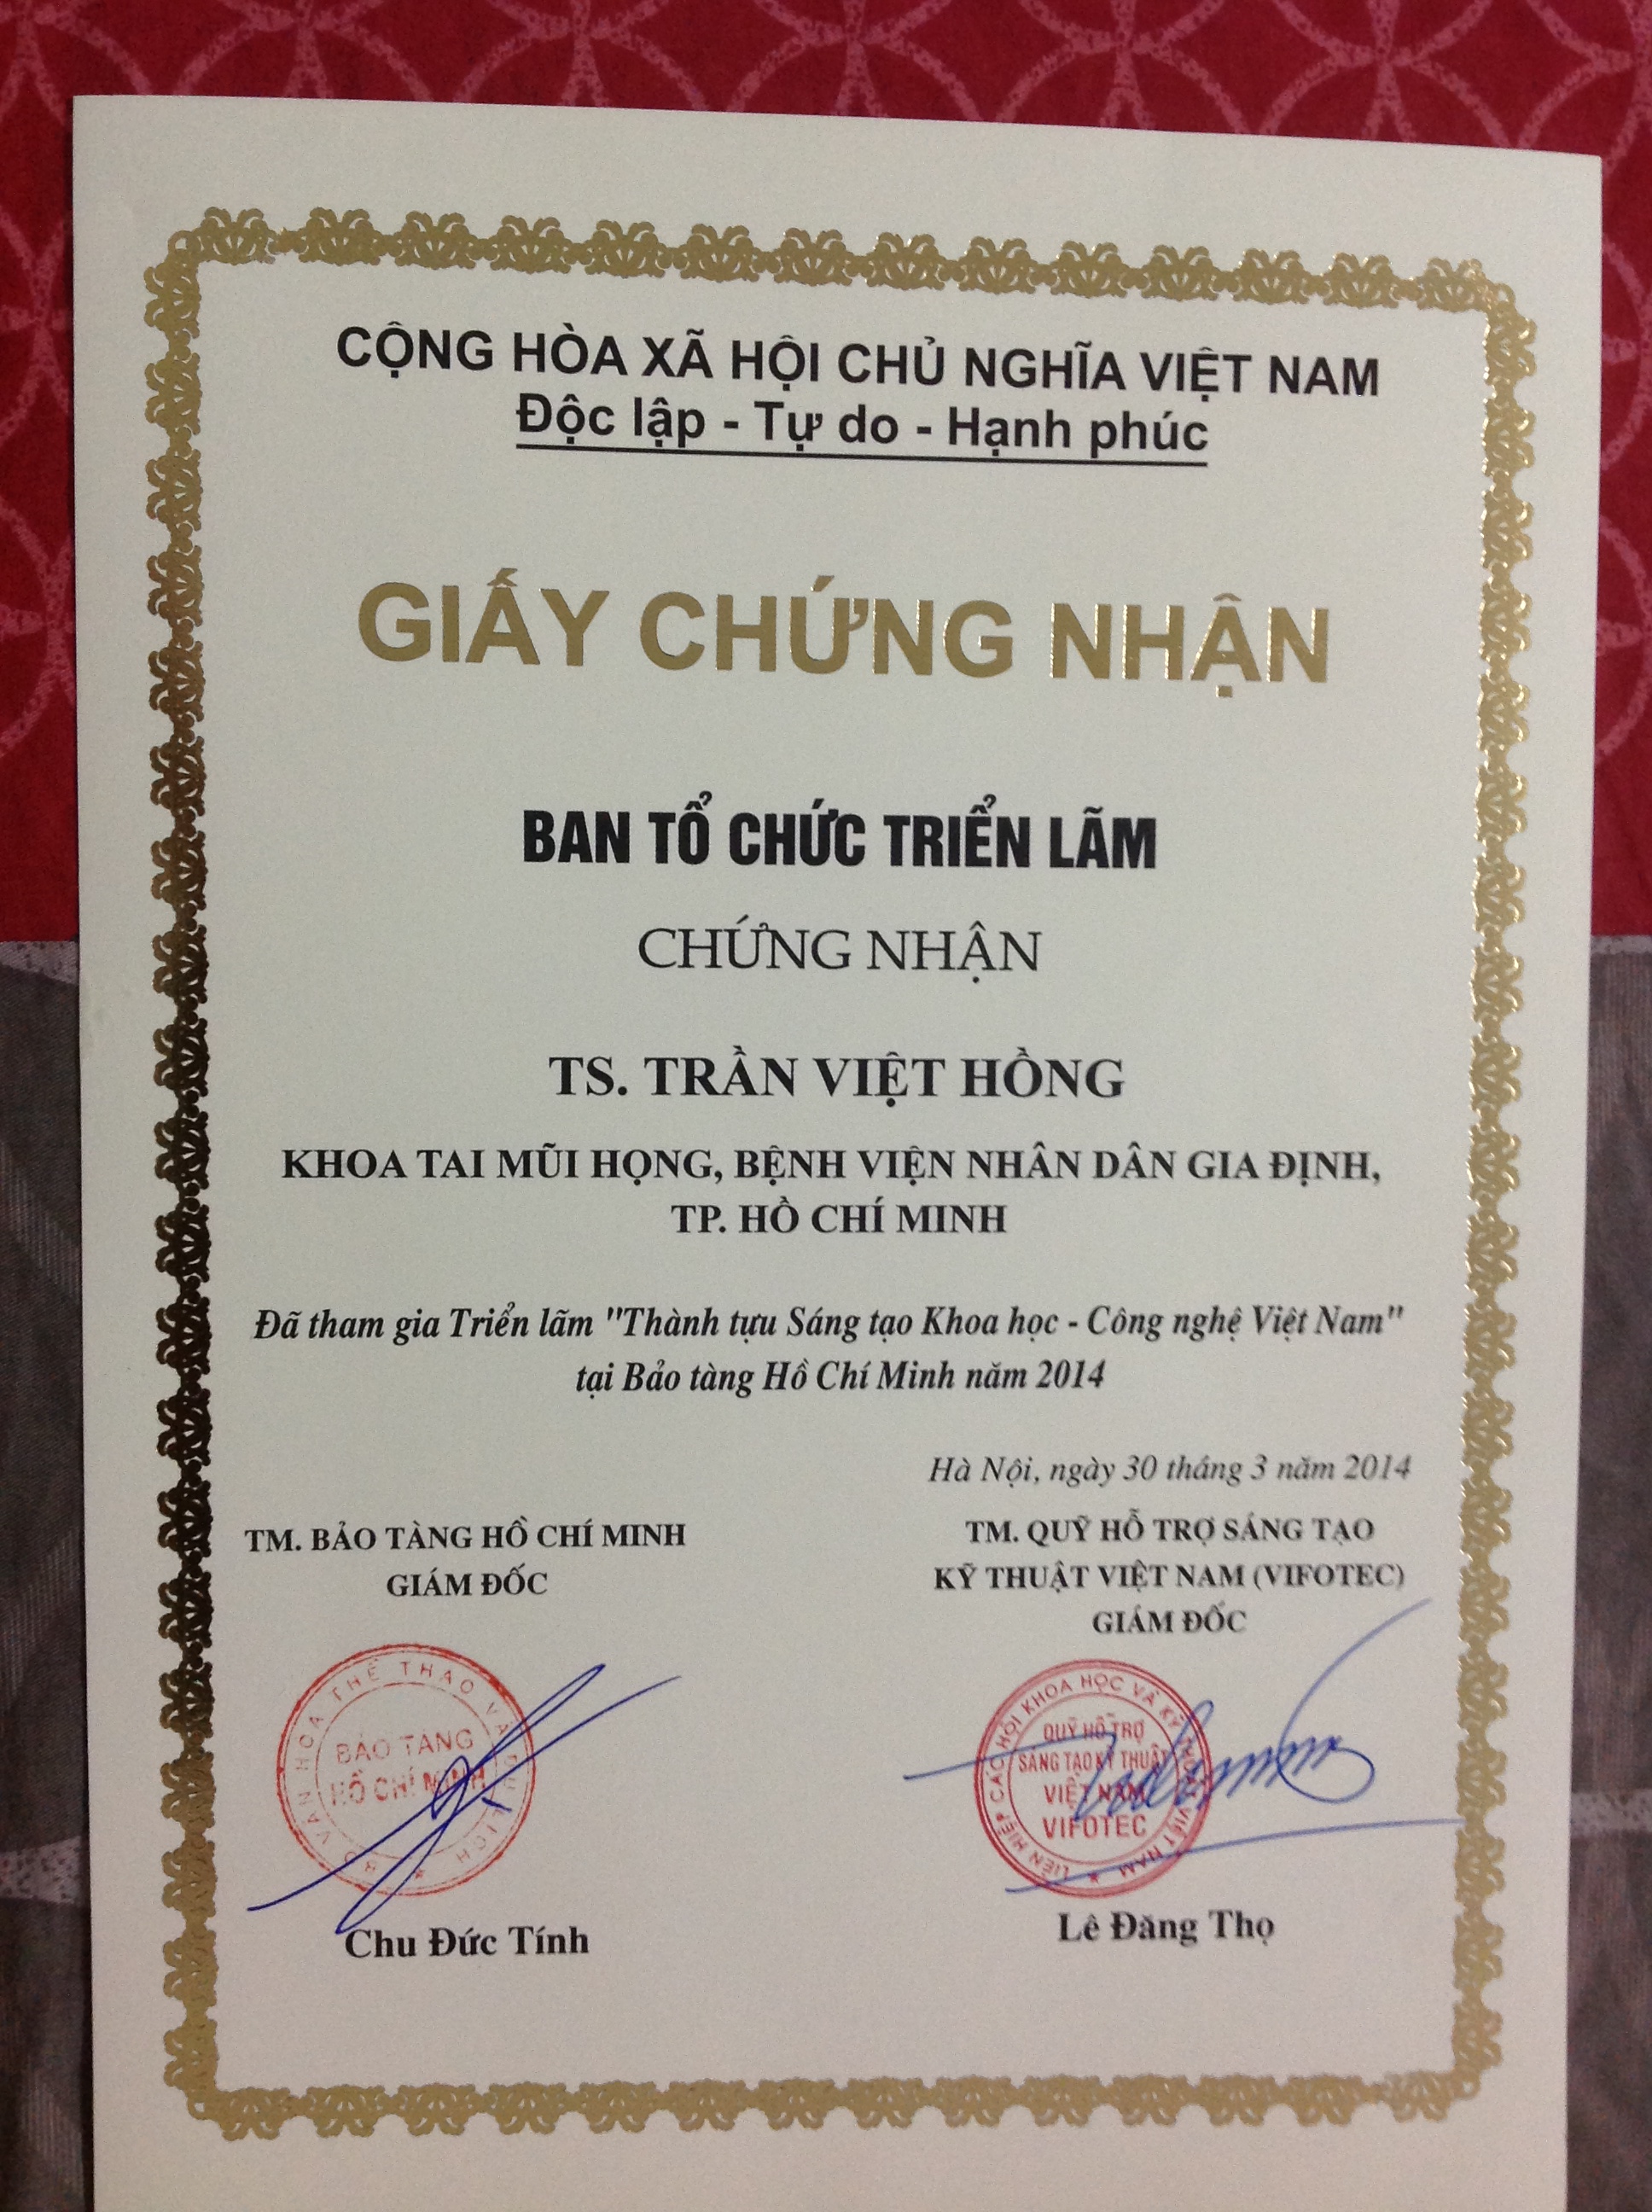 CỘNG HÒA XÃ HỘI CHỦ NGHĨA VIỆT NAM
Độc lập - Tự do - Hạnh phúc
GIẤY CHỨNG NHẬN
BAN TỔ CHỨC TRIỂN LÃM
CHỨNG NHẬN
TS. TRẦN VIỆT HỒNG
KHOA TAI MŨI HỌNG, BỆNH VIỆN NHÂN DÂN GIA ĐỊNH,
TP. HỒ CHÍ MINH
Đã tham gia Triển lãm "Thành tựu Sáng tạo Khoa học - Công nghệ Việt Nam"
tại Bảo tàng Hồ Chí Minh năm 2014
Hà Nội, ngày 30 tháng 3 năm 2014
TM. BẢO TÀNG HỒ CHÍ MINH
GIÁM ĐỐC
BỘ VĂN HOA THỂ THAO VÀ DU LỊCH
BẢO TÀNG
HỒ CHÍ MINH
Chu Đức Tính
TM. QUỸ HỖ TRỢ SÁNG TẠO
KỸ THUẬT VIỆT NAM (VIFOTEC)
GIÁM ĐỐC
LIÊN HIỆP CÁC HỘI KHOA HỌC VÀ KỸ THUẬT VIỆT NAM
QUỸ HỖ TRỢ
SÁNG TẠO KỸ THUẬT
VIỆT NAM
VIFOTEC
Lê Đăng Thọ